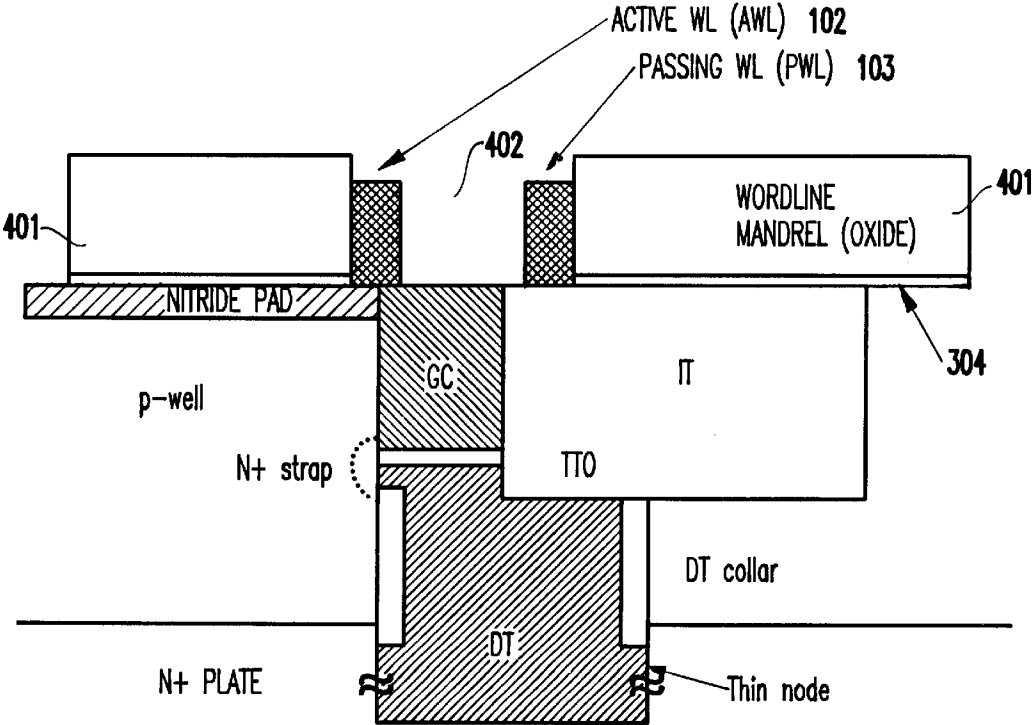 ACTIVE WL (AWL) 102
PASSING WL (PWL) 103
402
401
WORDLINE
MANDREL (OXIDE)
401
NITRIDE PAD
304
GC
IT
p-well
N+ strap
TTO
DT collar
DT
N+ PLATE
Thin node